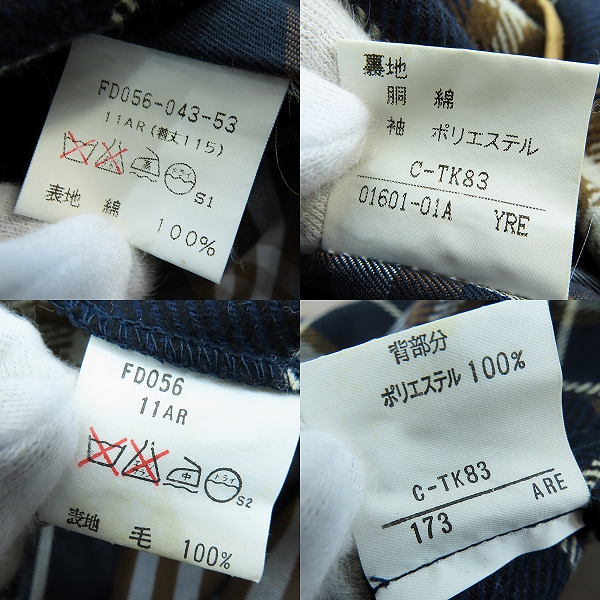 FD056-043-53
11AR(着丈115)
S1
表地 綿
100%
裏地
胴 綿
袖 ポリエステル
C-TK83
01601-01A YRE
FD056
11AR
中
ドライ
S2
表地 毛 100%
背部分
ポリエステル 100%
C-TK83
173 ARE